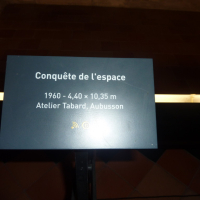 Conquête de l'espace
1960 - 4,40 x 10,35 m
Atelier Tabard, Aubusson